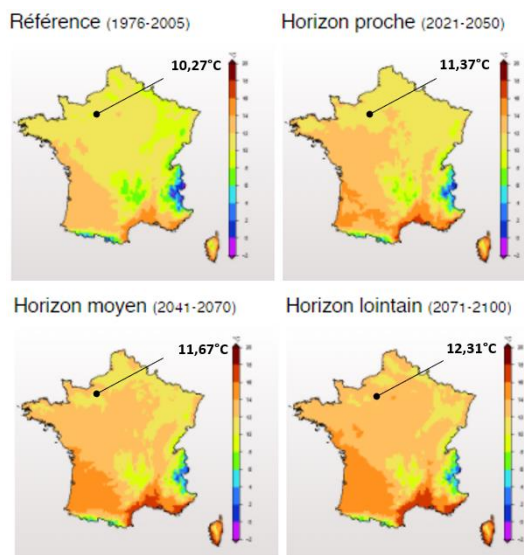 Référence (1976-2005)
10,27°C
Horizon proche (2021-2050)
11,37°C
Horizon moyen (2041-2070)
11,67°C
Horizon lointain (2071-2100)
12,31°C